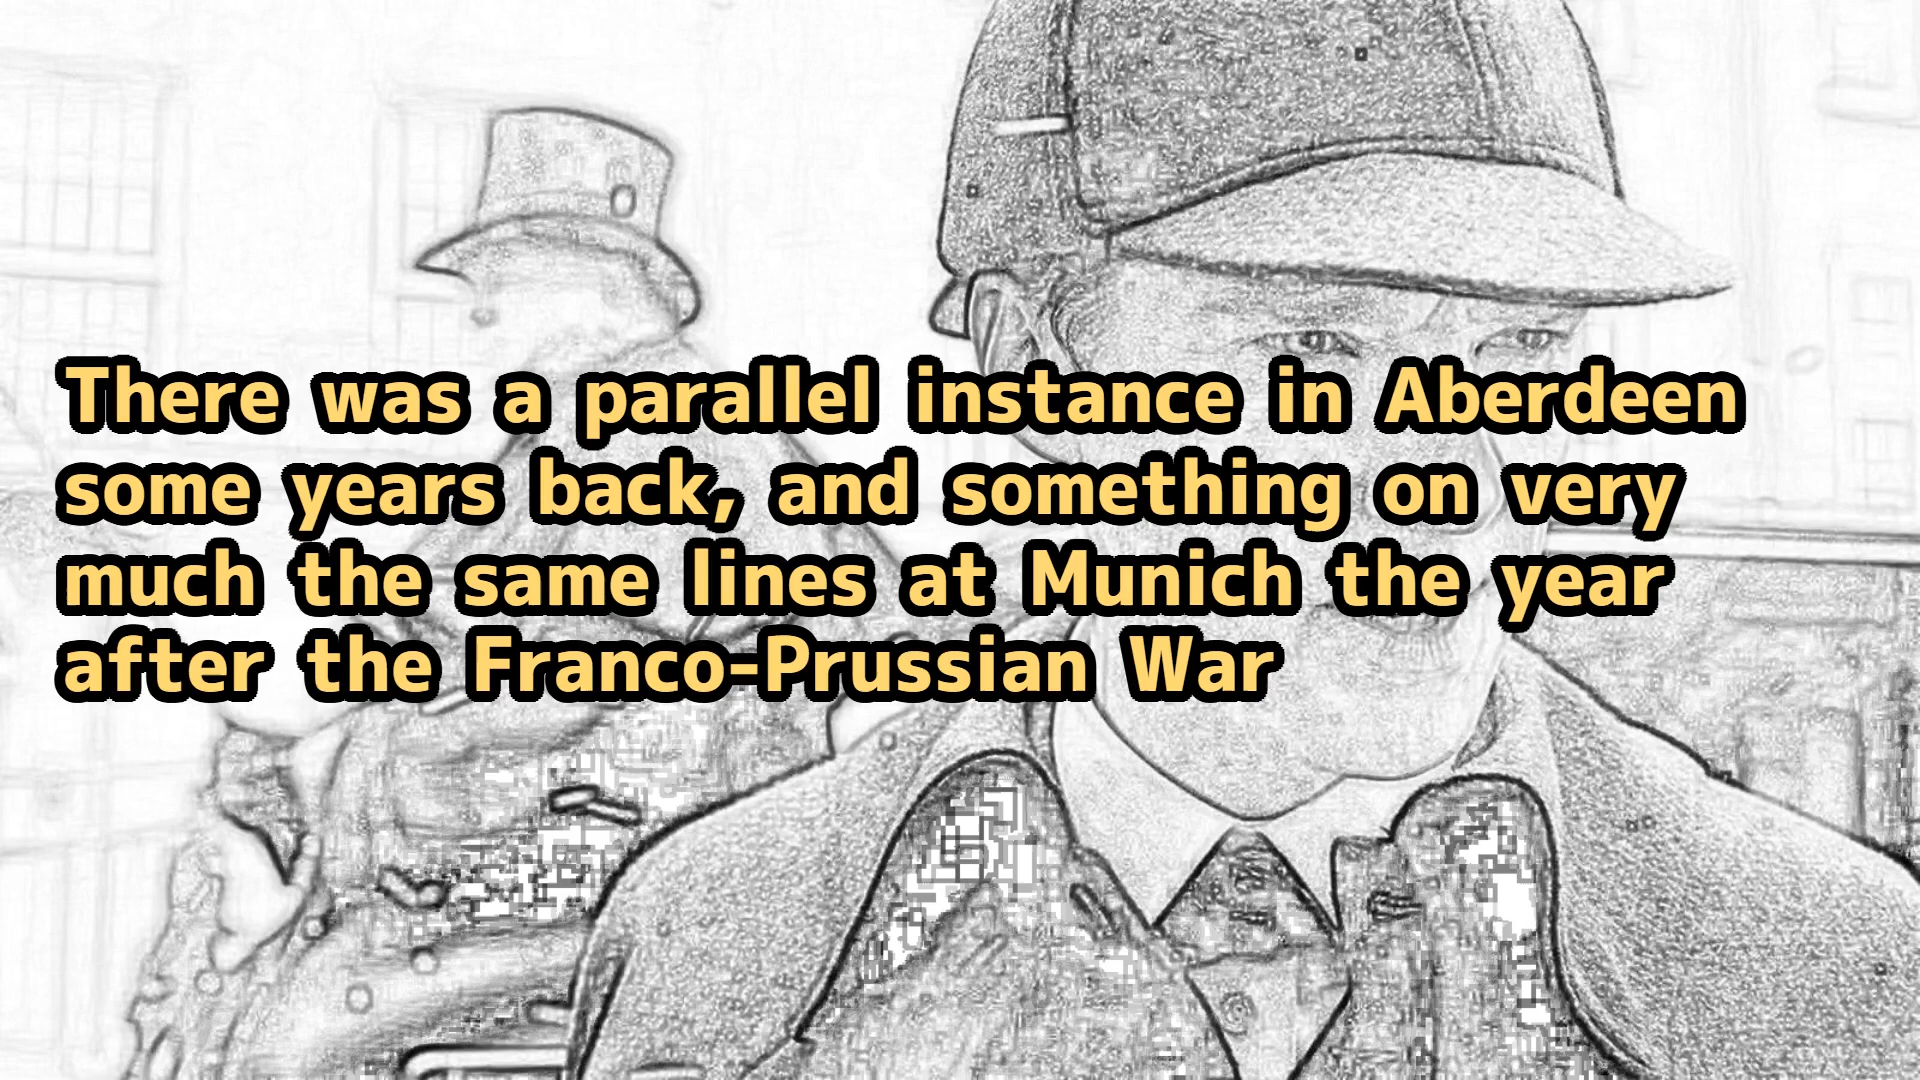 There was a parallel instance in Aberdeen
some years back, and something on very
much the same lines at Munich the year
after the Franco-Prussian War